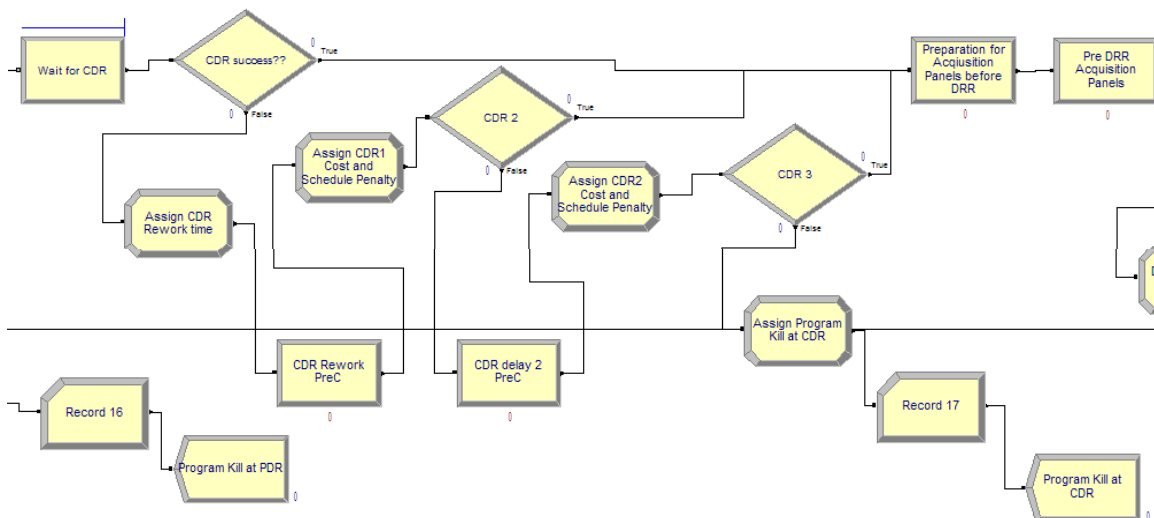 Wait for CDR
CDR success??
0
True
0
False
Preparation for
Acqiusition
Panels before
DRR
0
Pre DRR
Acquisition
Panels
0
CDR 2
0
True
0
False
Assign CDR1
Cost and
Schedule Penalty
CDR 3
0
True
0
False
Assign CDR2
Cost and
Schedule Penalty
Assign CDR
Rework time
D
Assign Program
Kill at CDR
CDR Rework
PreC
0
CDR delay 2
PreC
0
Record 16
Record 17
Program Kill at PDR
0
Program Kill at
CDR
0